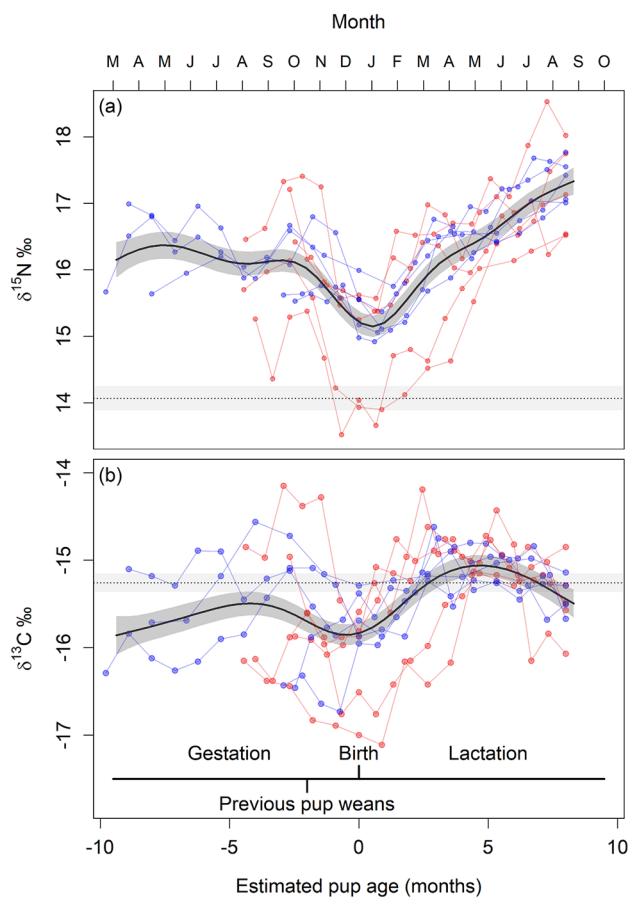 Month
M A M J J A S O N D J F M A M J J A S O
(a)
18
17
16
15
14
δ15N ‰
(b)
-14
-15
-16
-17
δ13C ‰
Gestation Birth Lactation
Previous pup weans
-10 -5 0 5 10
Estimated pup age (months)